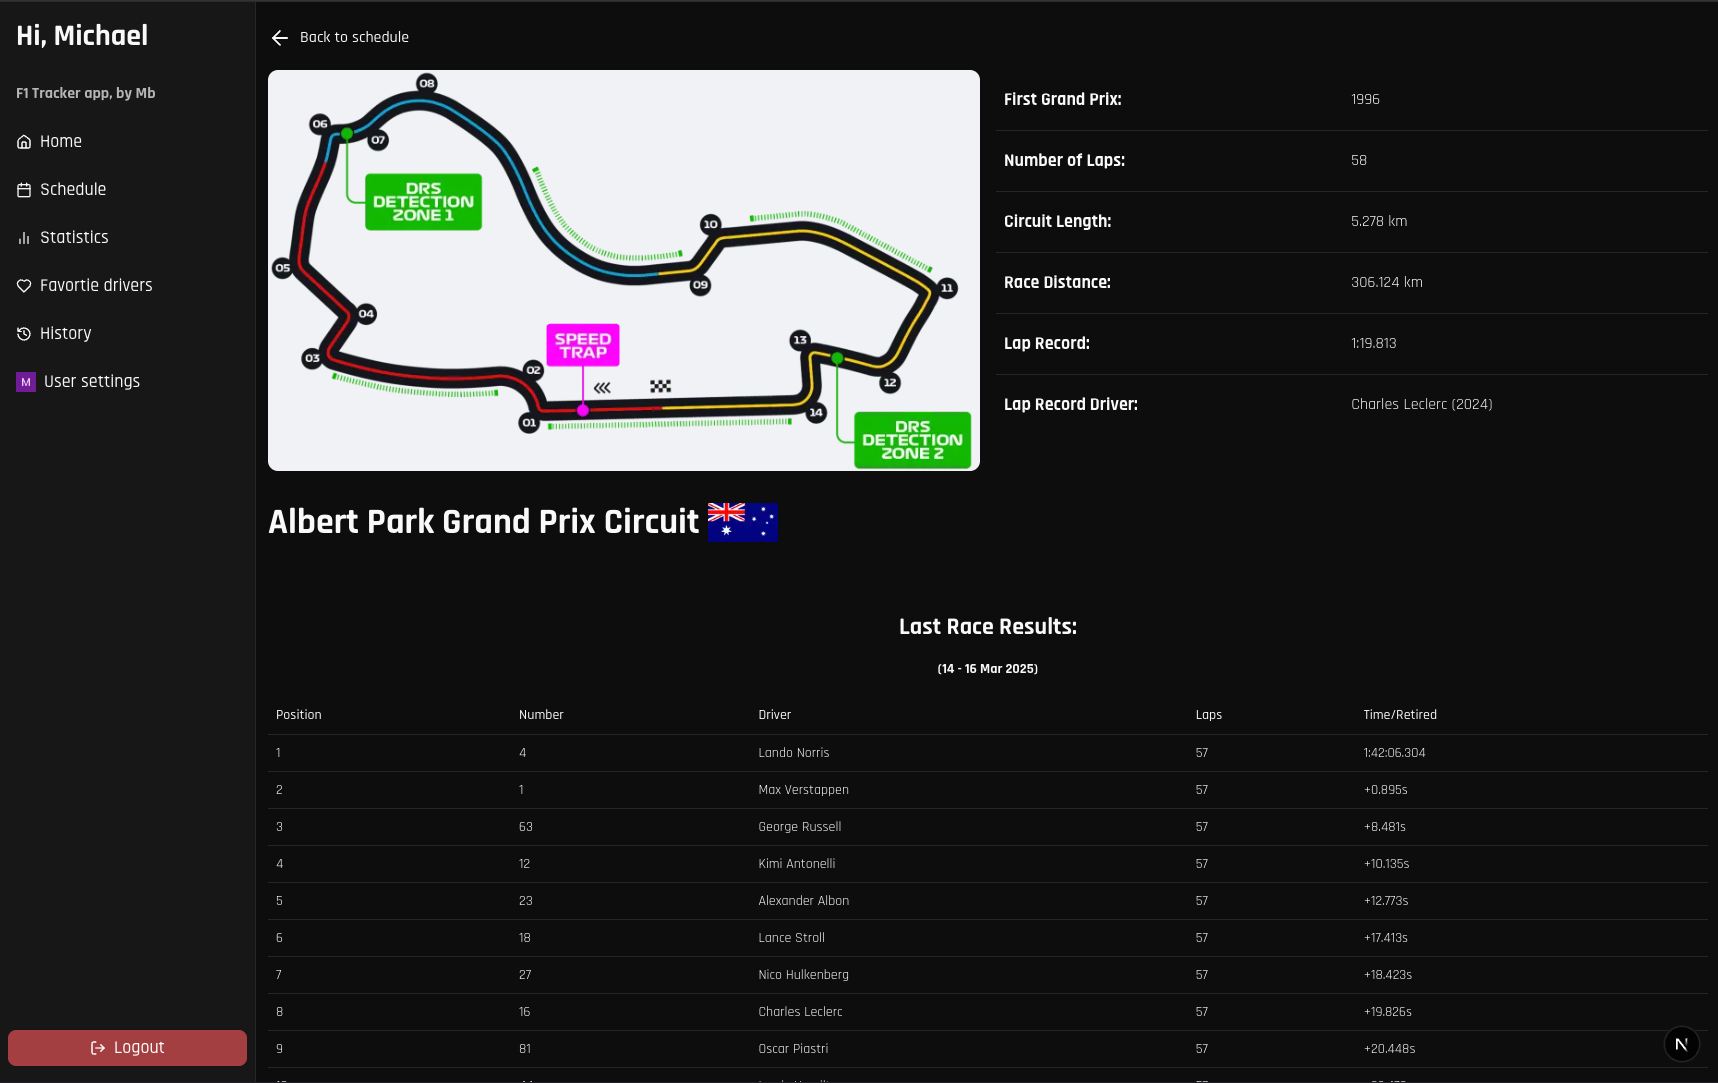 Hi, Michael
F1 Tracker app, by Mb
Home
Schedule
Statistics
Favortie drivers
History
M User settings
Logout
Back to schedule
08
06
07
DRS
DETECTION
ZONE 1
10
05
09
11
04
SPEED
TRAP
13
03
02
12
01
14
DRS
DETECTION
ZONE 2
First Grand Prix: 1996
Number of Laps: 58
Circuit Length: 5.278 km
Race Distance: 306.124 km
Lap Record: 1:19.813
Lap Record Driver: Charles Leclerc (2024)
Albert Park Grand Prix Circuit
Last Race Results:
(14 - 16 Mar 2025)
Position Number Driver Laps Time/Retired
1 4 Lando Norris 57 1:42:06.304
2 1 Max Verstappen 57 +0.895s
3 63 George Russell 57 +8.481s
4 12 Kimi Antonelli 57 +10.135s
5 23 Alexander Albon 57 +12.773s
6 18 Lance Stroll 57 +17.413s
7 27 Nico Hulkenberg 57 +18.423s
8 16 Charles Leclerc 57 +19.826s
9 81 Oscar Piastri 57 +20.448s
N